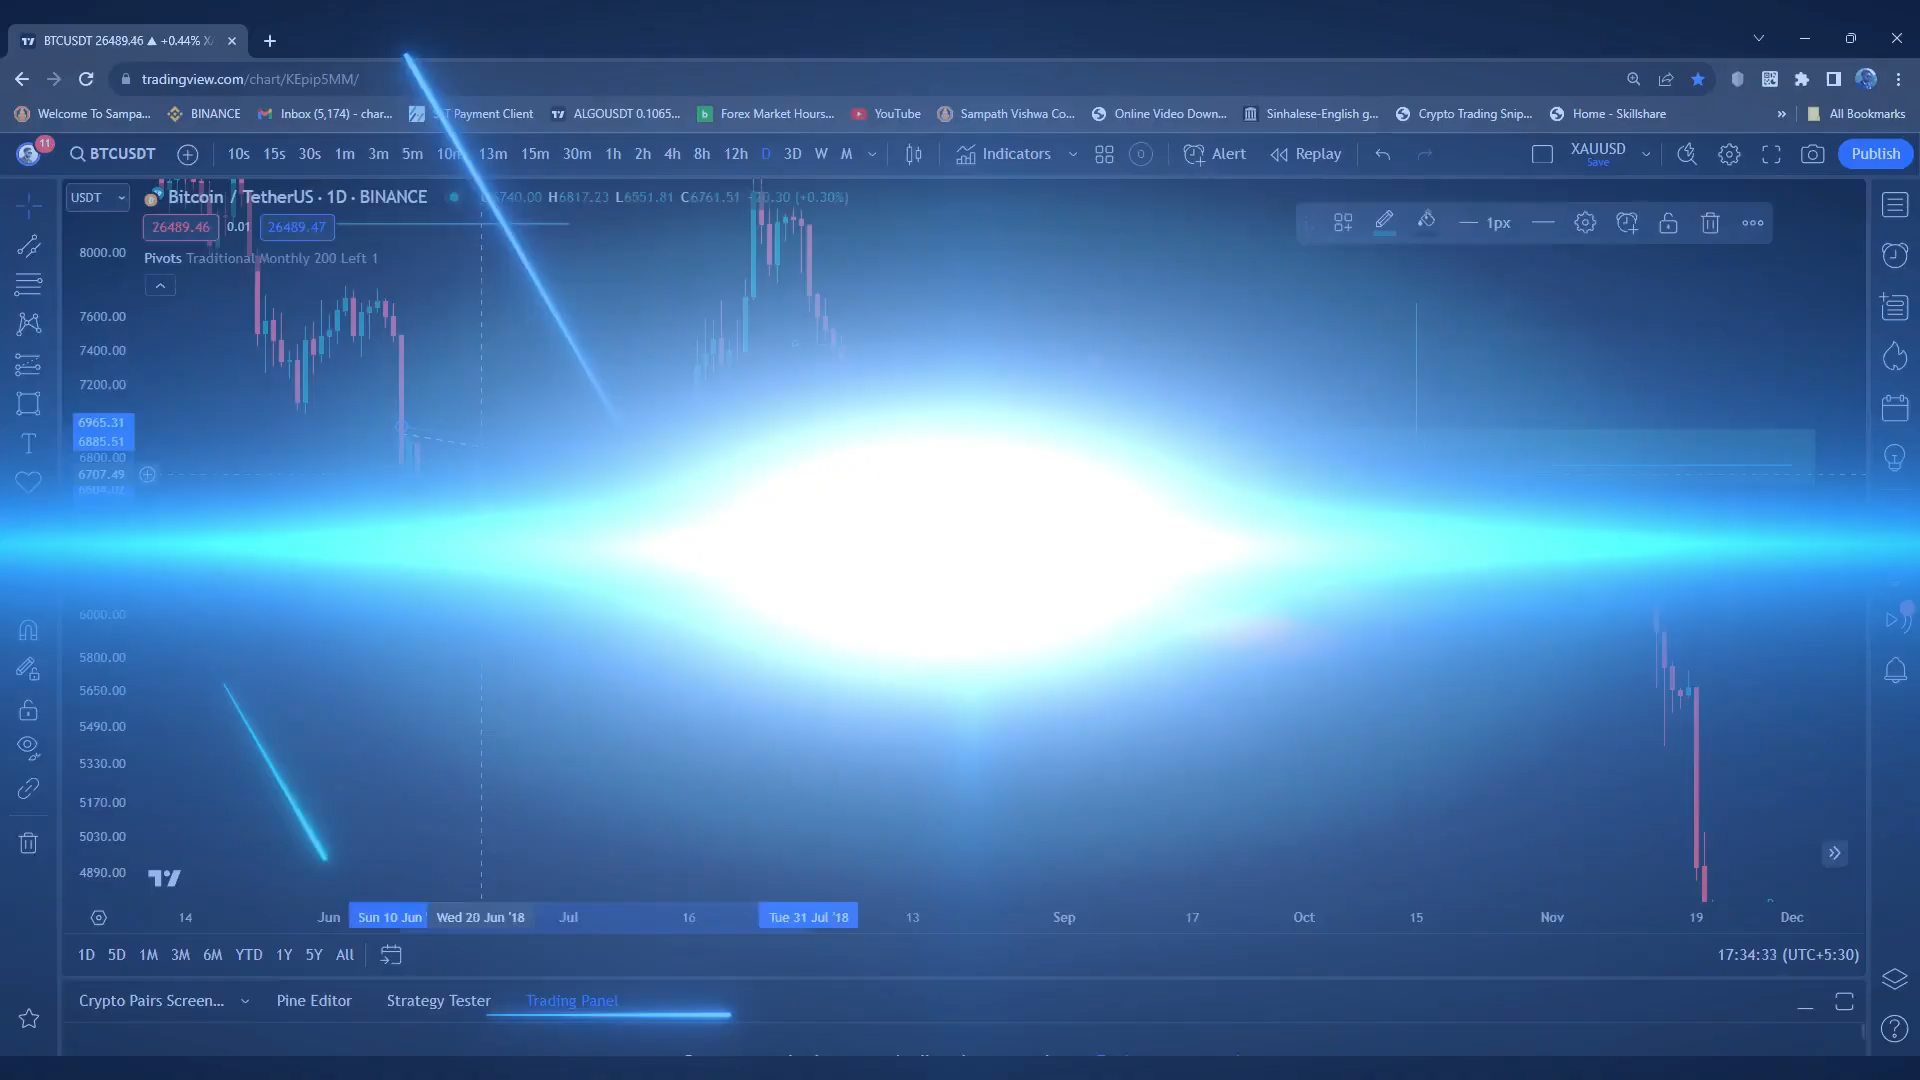 BTCUSDT 26489.46 ▲ +0.44%
tradingview.com/chart/KEpip5MM/
Welcome To Sampa... BINANCE Inbox (5,174) - char... Payment Client ALGOUSDT 0.1065... Forex Market Hours... YouTube Sampath Vishwa Co... Online Video Down... Sinhalese-English g... Crypto Trading Snip... Home - Skillshare » All Bookmarks
11 BTCUSDT 10s 15s 30s 1m 3m 5m 10m 13m 15m 30m 1h 2h 4h 8h 12h D 3D W M Indicators Alert Replay XAUUSD Save Publish
USDT Bitcoin / TetherUS · 1D · BINANCE H6817.23 L6551.81 C6761.51 (+0.30%)
26489.46 0.01 26489.47 1px
Pivots Traditional Monthly 200 Left 1
8000.00
7600.00
7400.00
7200.00
6965.31
6885.51
6800.00
6707.49
6000.00
5800.00
5650.00
5490.00
5330.00
5170.00
5030.00
4890.00
14 Jun Sun 10 Jun Wed 20 Jun '18 Jul 16 Tue 31 Jul '18 13 Sep 17 Oct 15 Nov 19 Dec
1D 5D 1M 3M 6M YTD 1Y 5Y All 17:34:33 (UTC+5:30)
Crypto Pairs Screen... Pine Editor Strategy Tester Trading Panel